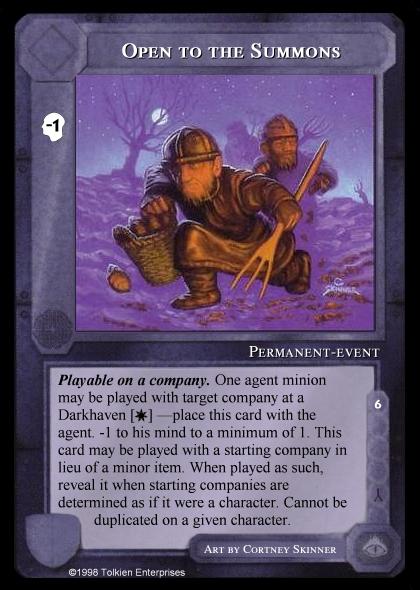 Open to the Summons
-1
C
Skinner
Permanent-event
Playable on a company. One agent minion
may be played with target company at a
Darkhaven [✷] —place this card with the
agent. -1 to his mind to a minimum of 1. This
card may be played with a starting company in
lieu of a minor item. When played as such,
reveal it when starting companies are
determined as if it were a character. Cannot be
duplicated on a given character.
6
Art by Cortney Skinner
©1998 Tolkien Enterprises